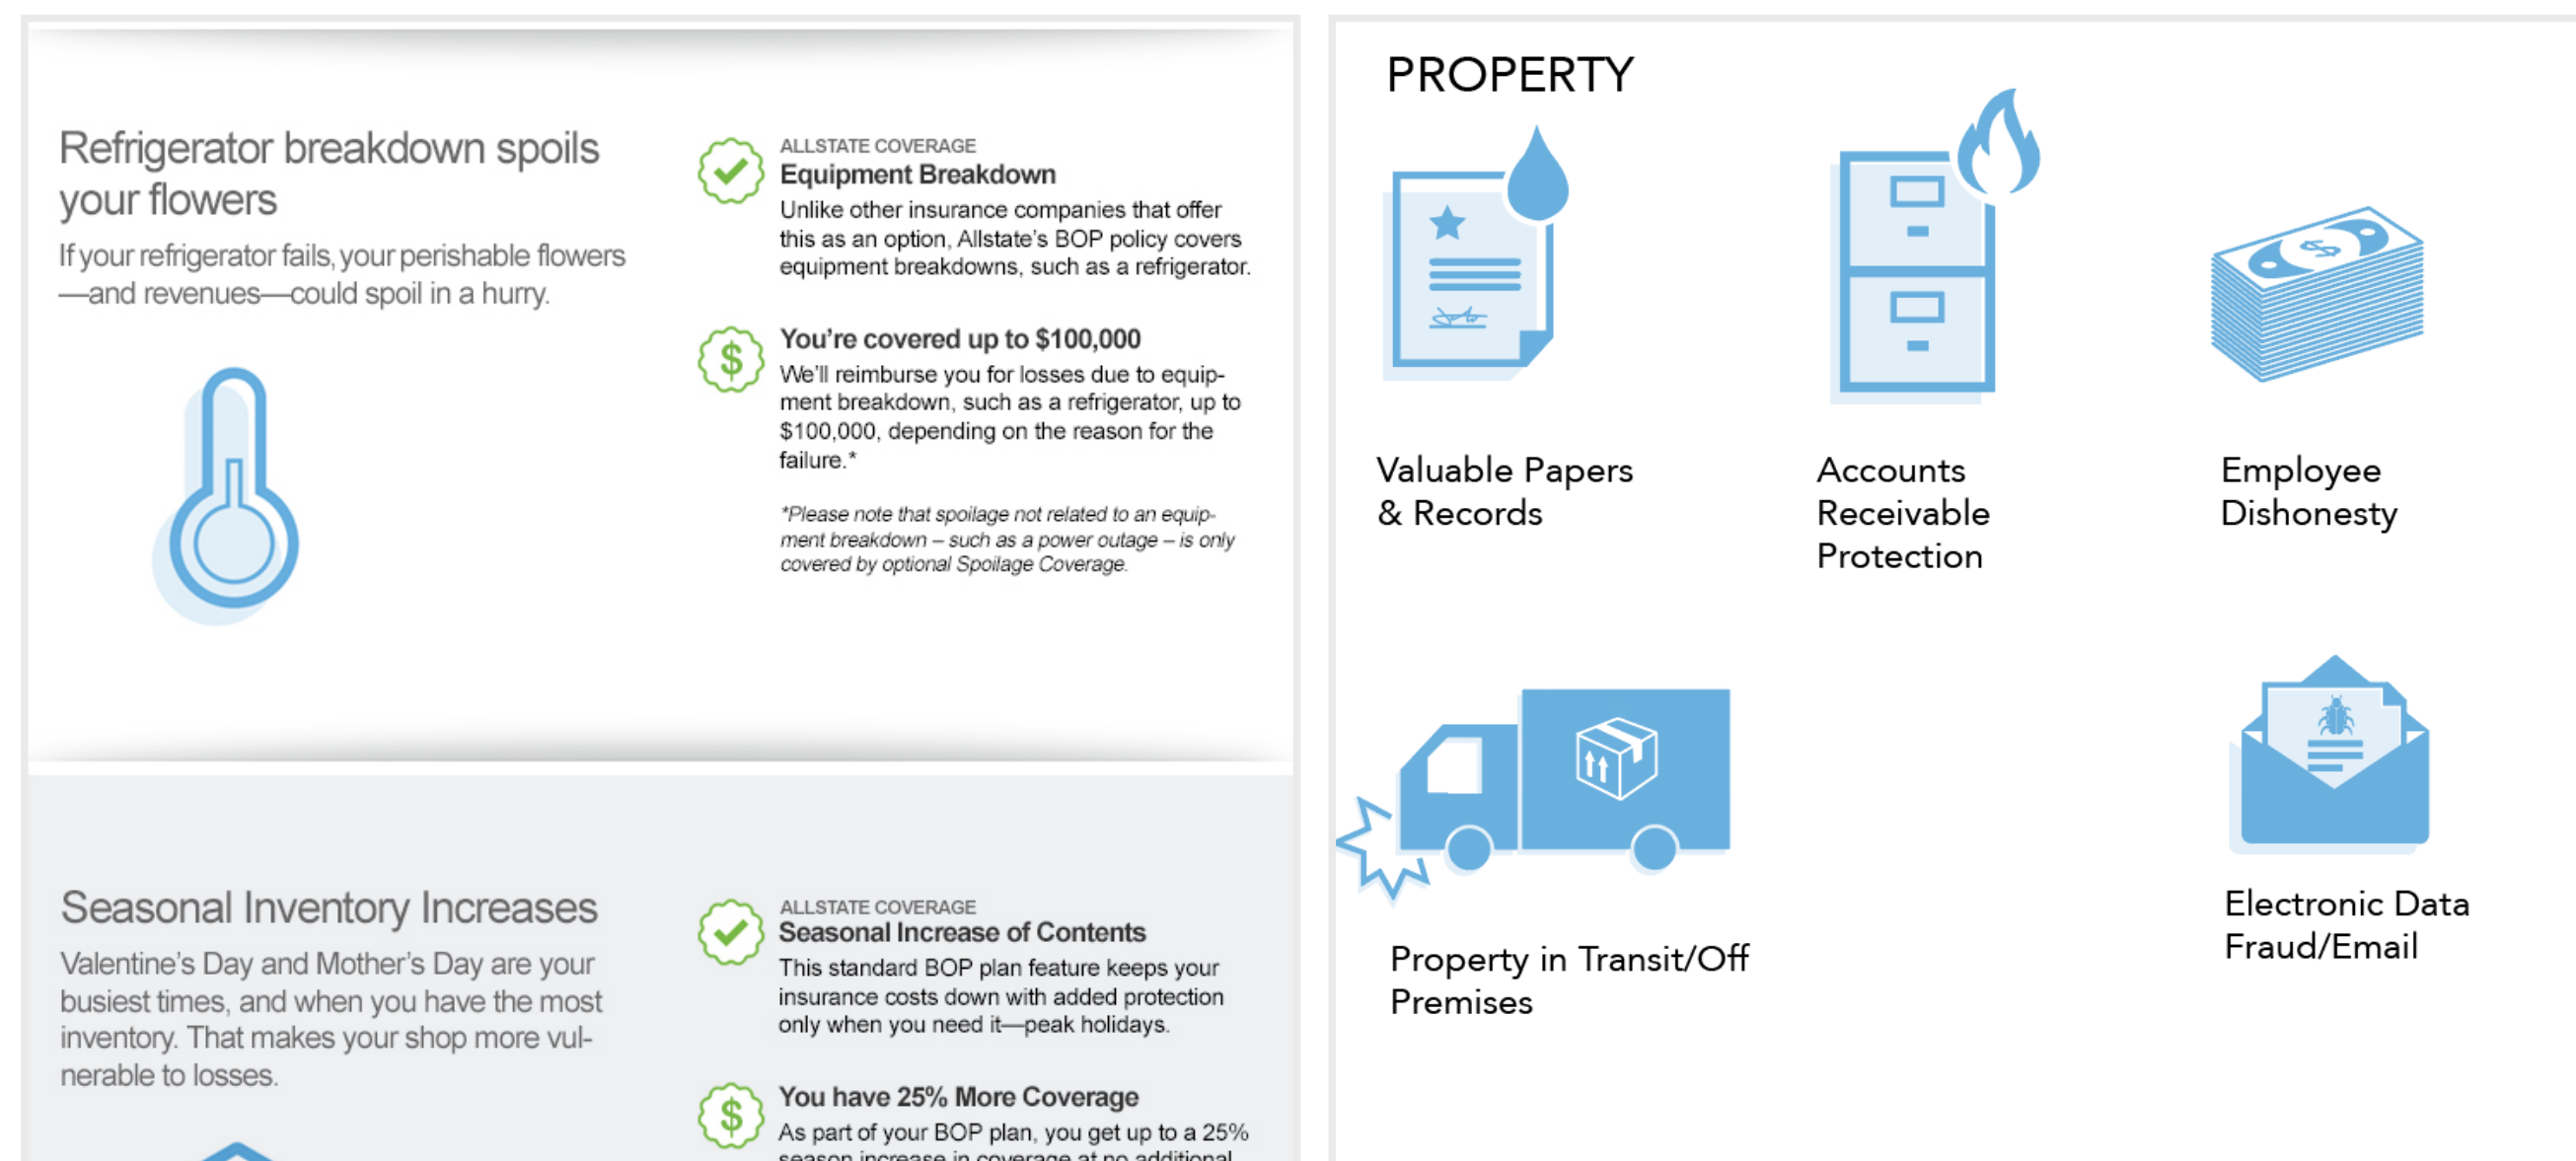 Refrigerator breakdown spoils
your flowers
If your refrigerator fails, your perishable flowers
—and revenues—could spoil in a hurry.
ALLSTATE COVERAGE
Equipment Breakdown
Unlike other insurance companies that offer
this as an option, Allstate's BOP policy covers
equipment breakdowns, such as a refrigerator.
$
You're covered up to $100,000
We'll reimburse you for losses due to equip-
ment breakdown, such as a refrigerator, up to
$100,000, depending on the reason for the
failure.*
*Please note that spoilage not related to an equip-
ment breakdown – such as a power outage – is only
covered by optional Spoilage Coverage.
Seasonal Inventory Increases
Valentine's Day and Mother's Day are your
busiest times, and when you have the most
inventory. That makes your shop more vul-
nerable to losses.
ALLSTATE COVERAGE
Seasonal Increase of Contents
This standard BOP plan feature keeps your
insurance costs down with added protection
only when you need it—peak holidays.
$
You have 25% More Coverage
As part of your BOP plan, you get up to a 25%
season increase in coverage at no additional
PROPERTY
$
Valuable Papers
& Records
Accounts
Receivable
Protection
Employee
Dishonesty
Property in Transit/Off
Premises
Electronic Data
Fraud/Email